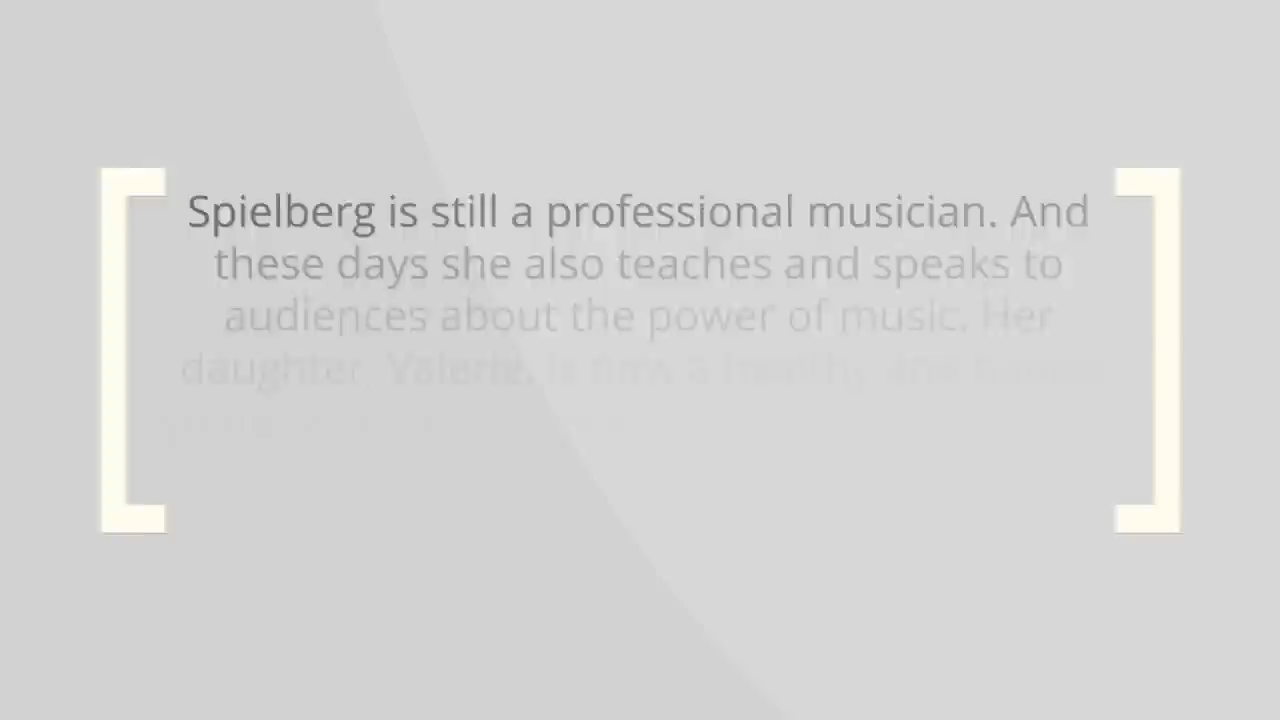 Spielberg is still a professional musician. And
these days she also teaches and speaks to
audiences about the power of music. Her
daughter, Valerie, is now a healthy and